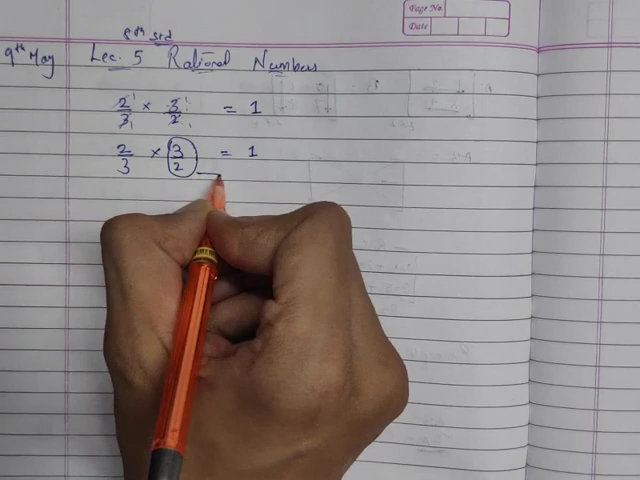 Page No.
Date
8th std
9th May Lec. 5 Rational Numbers
2/3 × 3/2 = 1
2/3 × 3/2 = 1